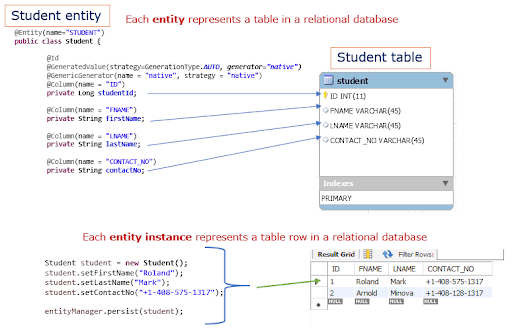 Student entity
Each entity represents a table in a relational database
@Entity(name="STUDENT")
public class Student {
@Id
@GeneratedValue(strategy=GenerationType.AUTO, generator="native")
@GenericGenerator(name = "native", strategy = "native")
@Column(name = "ID")
private Long studentId;
@Column(name = "FNAME")
private String firstName;
@Column(name = "LNAME")
private String lastName;
@Column(name = "CONTACT_NO")
private String contactNo;
Student table
student
ID INT(11)
FNAME VARCHAR(45)
LNAME VARCHAR(45)
CONTACT_NO VARCHAR(45)
Indexes
PRIMARY
Each entity instance represents a table row in a relational database
Student student = new Student();
student.setFirstName("Roland");
student.setLastName("Mark");
student.setContactNo("+1-408-575-1317");
entityManager.persist(student);
Result Grid Filter Rows:
ID FNAME LNAME CONTACT_NO
1 Roland Mark +1-408-575-1317
2 Arnold Minova +1-408-128-1317
NULL NULL NULL NULL